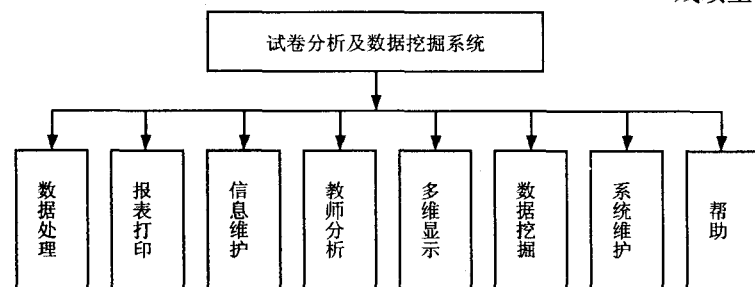 试卷分析及数据挖掘系统
数据处理
报表打印
信息维护
教师分析
多维显示
数据挖掘
系统维护
帮助